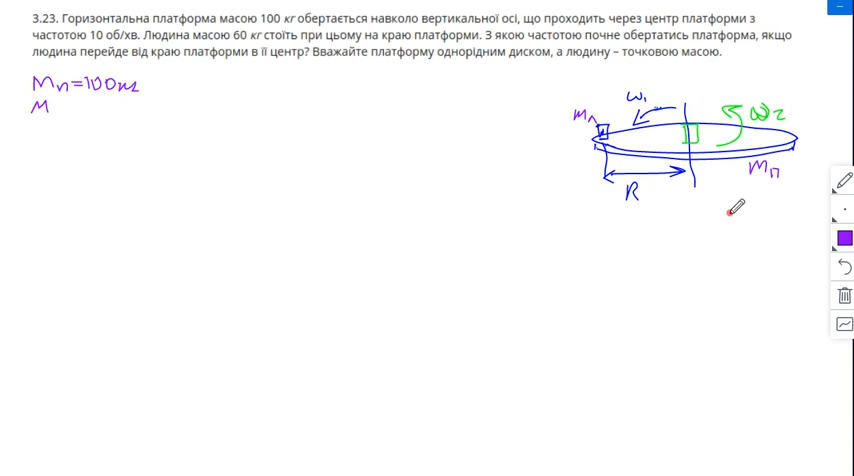 3.23. Горизонтальна платформа масою 100 кг обертається навколо вертикальної осі, що проходить через центр платформи з
частотою 10 об/хв. Людина масою 60 кг стоїть при цьому на краю платформи. З якою частотою почне обертатись платформа, якщо
людина перейде від краю платформи в її центр? Вважайте платформу однорідним диском, а людину – точковою масою.
Mп=100кг
M
ω₁
ω₂
mл
Mп
R